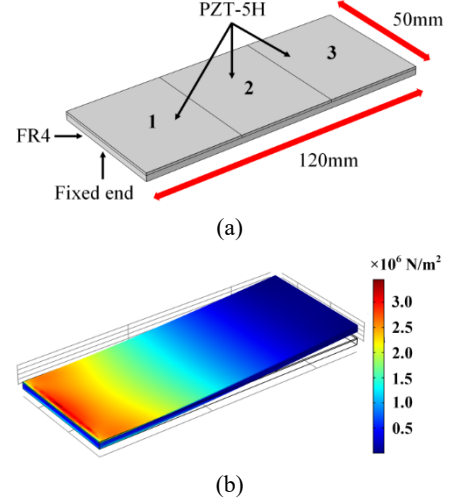 PZT-5H
50mm
3
2
1
FR4
120mm
Fixed end
(a)
×10⁶ N/m²
3.0
2.5
2.0
1.5
1.0
0.5
(b)